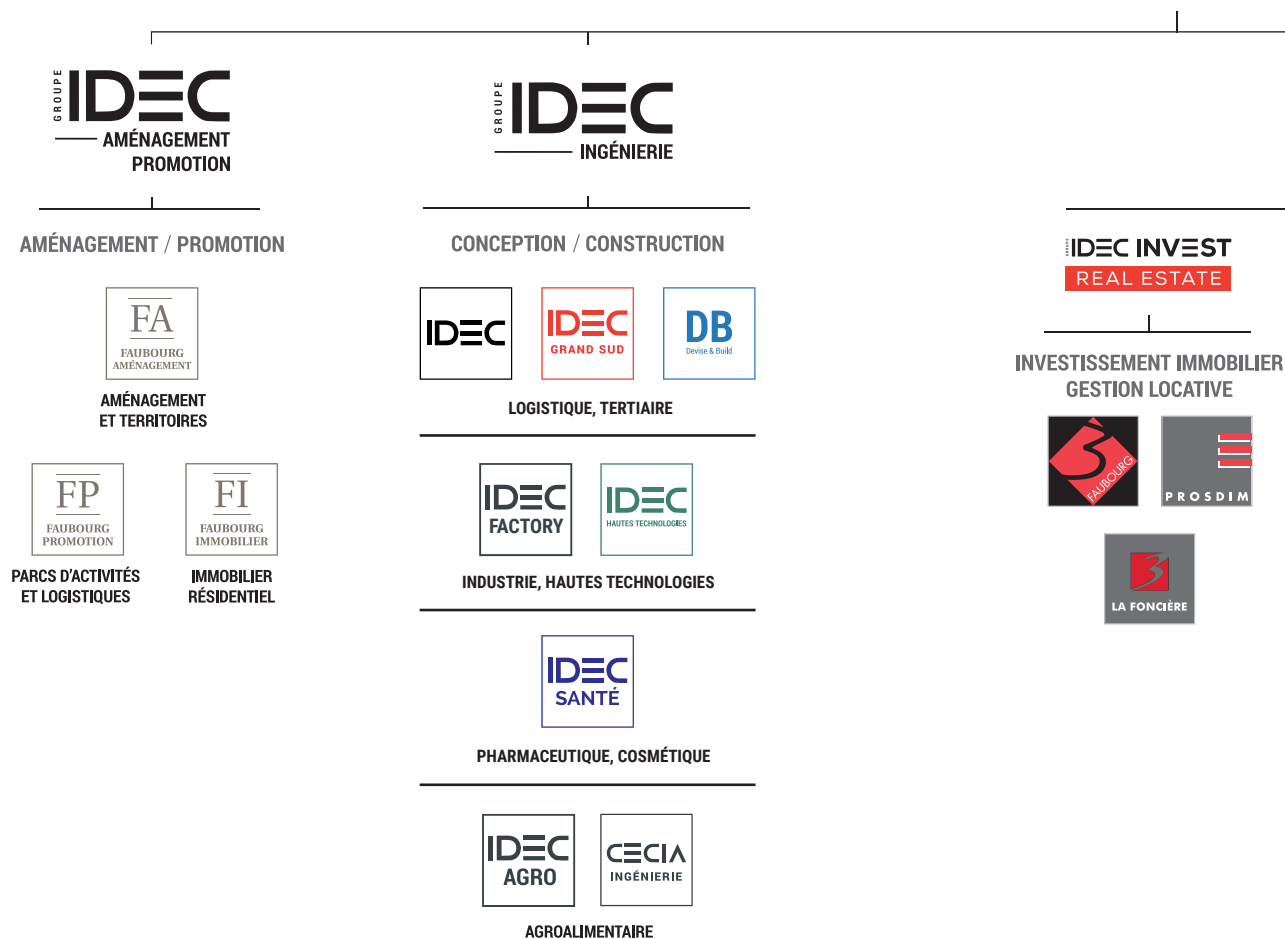 GROUPE
IDEC
AMÉNAGEMENT
PROMOTION
AMÉNAGEMENT / PROMOTION
FA
FAUBOURG
AMÉNAGEMENT
AMÉNAGEMENT
ET TERRITOIRES
FP
FAUBOURG
PROMOTION
PARCS D'ACTIVITÉS
ET LOGISTIQUES
FI
FAUBOURG
IMMOBILIER
IMMOBILIER
RÉSIDENTIEL
GROUPE
IDEC
INGÉNIERIE
CONCEPTION / CONSTRUCTION
IDEC
IDEC
GRAND SUD
DB
Devise & Build
LOGISTIQUE, TERTIAIRE
IDEC
FACTORY
IDEC
HAUTES TECHNOLOGIES
INDUSTRIE, HAUTES TECHNOLOGIES
IDEC
SANTÉ
PHARMACEUTIQUE, COSMÉTIQUE
IDEC
AGRO
CECIA
INGÉNIERIE
AGROALIMENTAIRE
GROUPE
IDEC INVEST
REAL ESTATE
INVESTISSEMENT IMMOBILIER
GESTION LOCATIVE
3
FAUBOURG
PROSDIM
3
LA FONCIÈRE